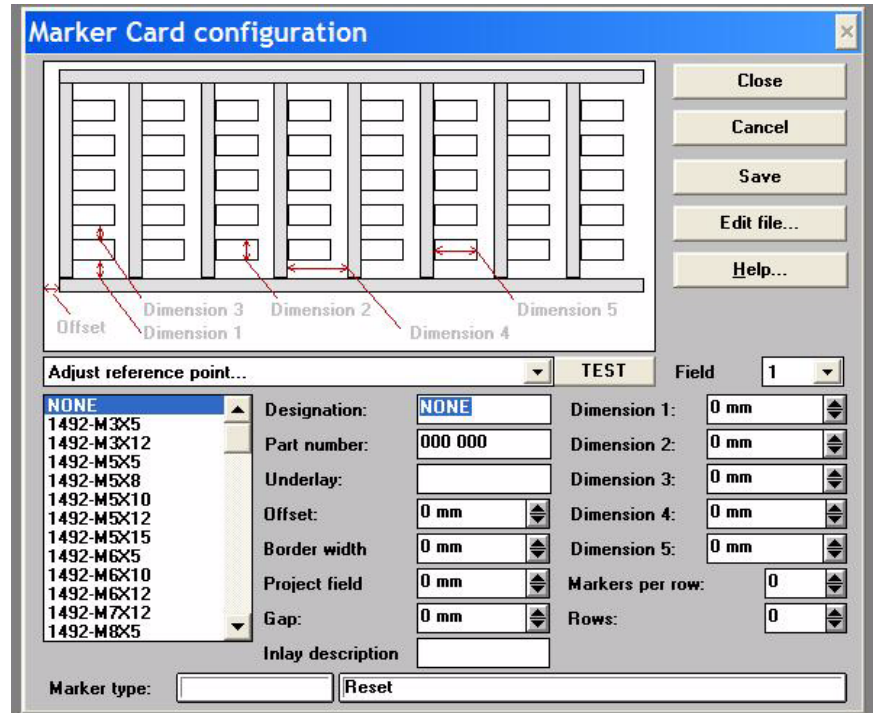 Marker Card configuration
Close
Cancel
Save
Edit file...
Help...
Dimension 3
Dimension 2
Dimension 5
Offset
Dimension 1
Dimension 4
Adjust reference point...
TEST
Field
1
NONE
1492-M3X5
1492-M3X12
1492-M5X5
1492-M5X8
1492-M5X10
1492-M5X12
1492-M5X15
1492-M6X5
1492-M6X10
1492-M6X12
1492-M7X12
1492-M8X5
Designation: NONE
Part number: 000 000
Underlay:
Offset: 0 mm
Border width 0 mm
Project field 0 mm
Gap: 0 mm
Inlay description
Dimension 1: 0 mm
Dimension 2: 0 mm
Dimension 3: 0 mm
Dimension 4: 0 mm
Dimension 5: 0 mm
Markers per row: 0
Rows: 0
Marker type:
Reset